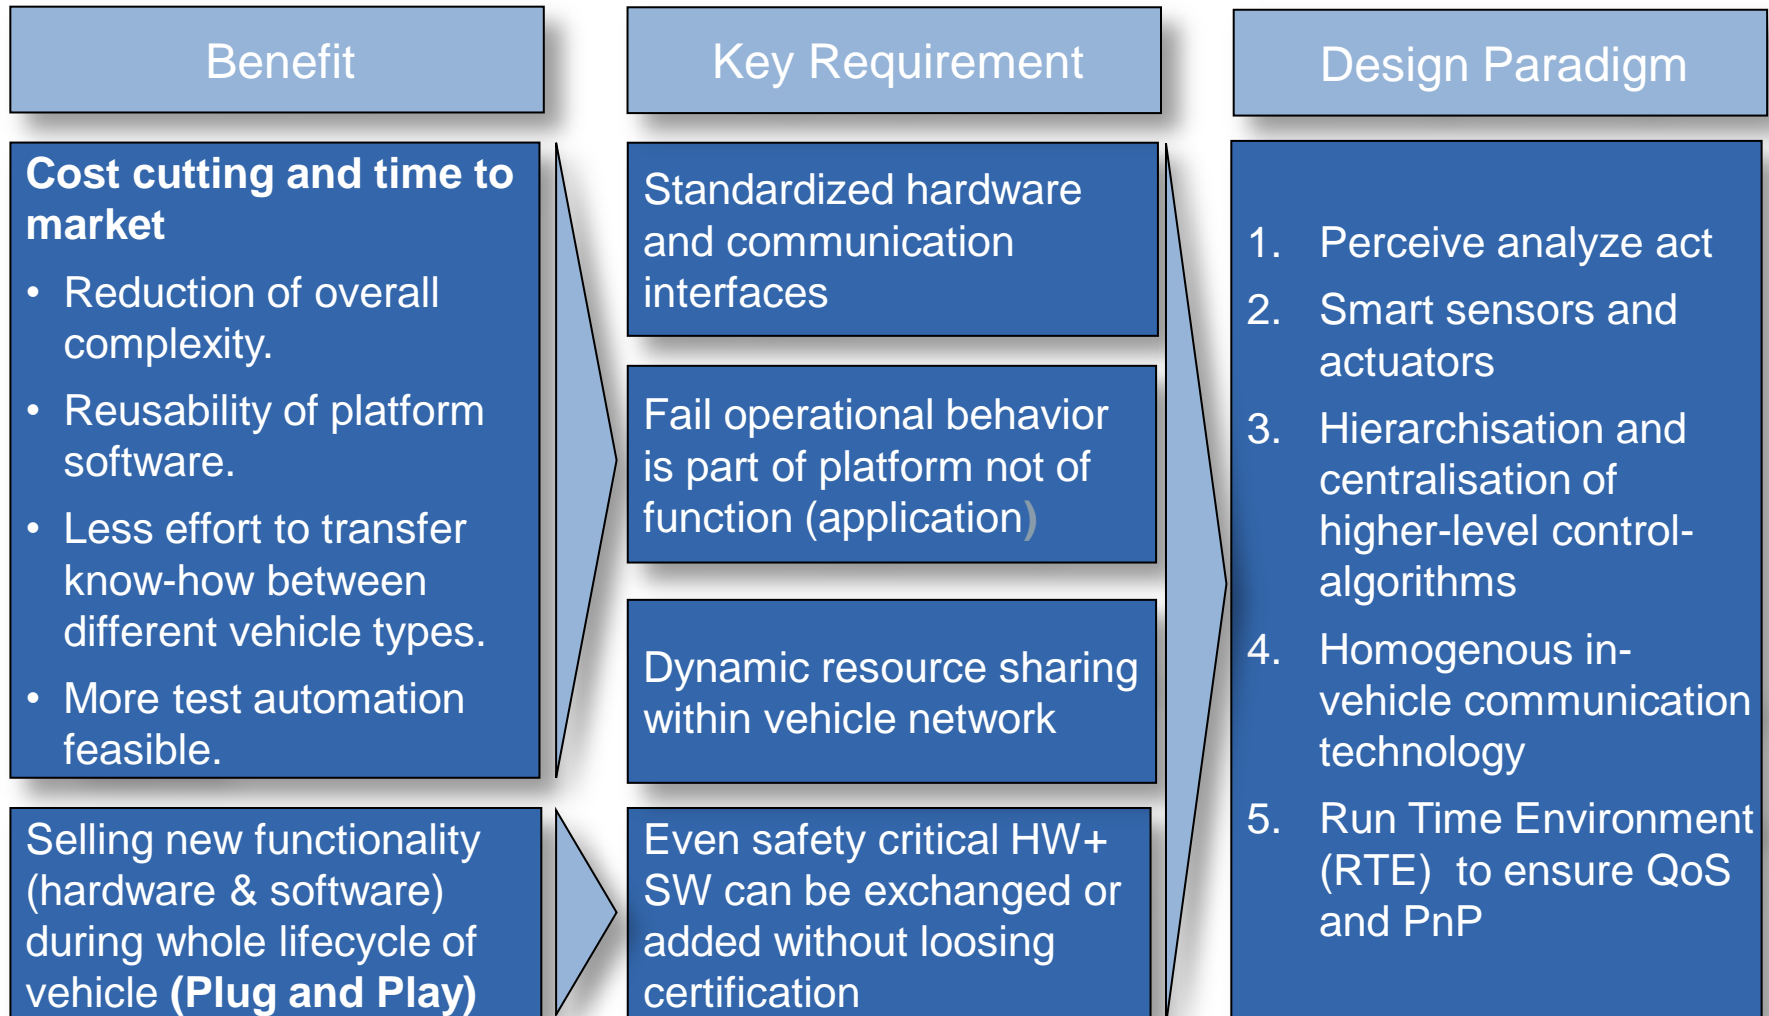 Benefit
Key Requirement
Design Paradigm
Cost cutting and time to
market
• Reduction of overall
complexity.
• Reusability of platform
software.
• Less effort to transfer
know-how between
different vehicle types.
• More test automation
feasible.
Selling new functionality
(hardware & software)
during whole lifecycle of
vehicle (Plug and Play)
Standardized hardware
and communication
interfaces
Fail operational behavior
is part of platform not of
function (application)
Dynamic resource sharing
within vehicle network
Even safety critical HW+
SW can be exchanged or
added without loosing
certification
1. Perceive analyze act
2. Smart sensors and
actuators
3. Hierarchisation and
centralisation of
higher-level control-
algorithms
4. Homogenous in-
vehicle communication
technology
5. Run Time Environment
(RTE) to ensure QoS
and PnP